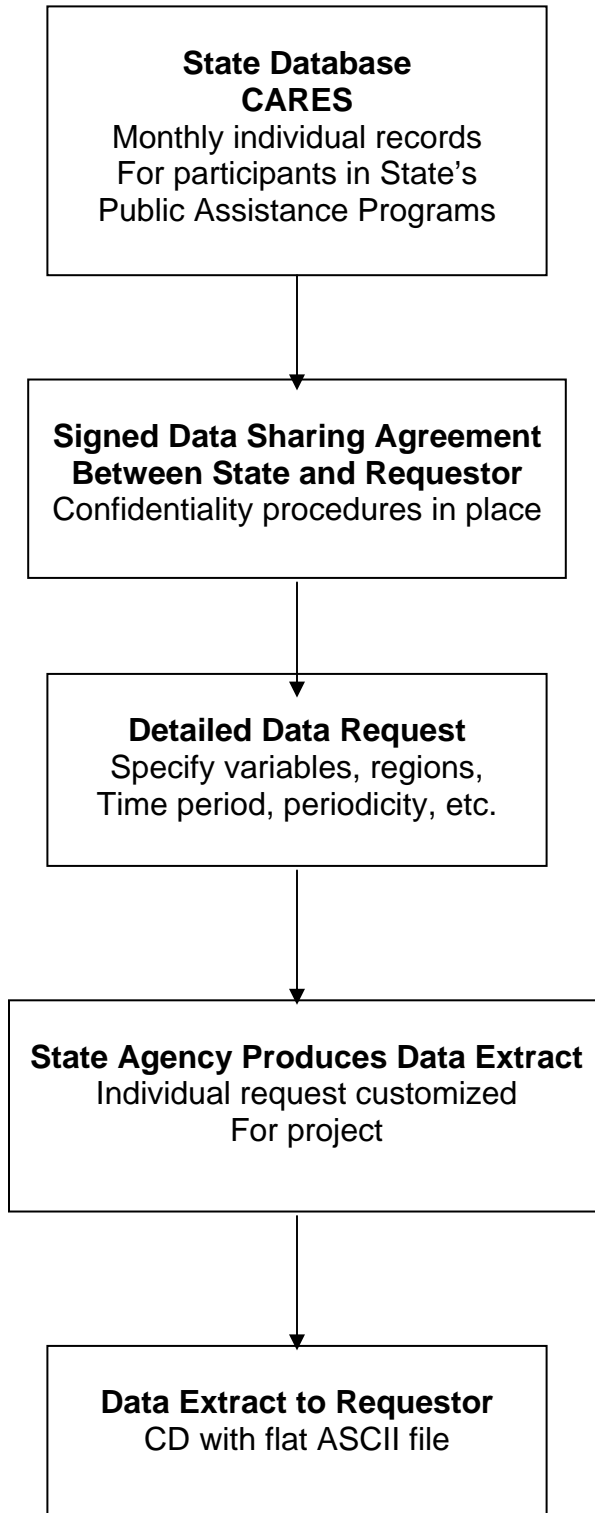 State Database
CARES
Monthly individual records
For participants in State's
Public Assistance Programs
Signed Data Sharing Agreement
Between State and Requestor
Confidentiality procedures in place
Detailed Data Request
Specify variables, regions,
Time period, periodicity, etc.
State Agency Produces Data Extract
Individual request customized
For project
Data Extract to Requestor
CD with flat ASCII file